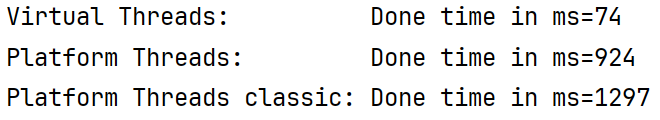 Virtual Threads:         Done time in ms=74
Platform Threads:        Done time in ms=924
Platform Threads classic: Done time in ms=1297